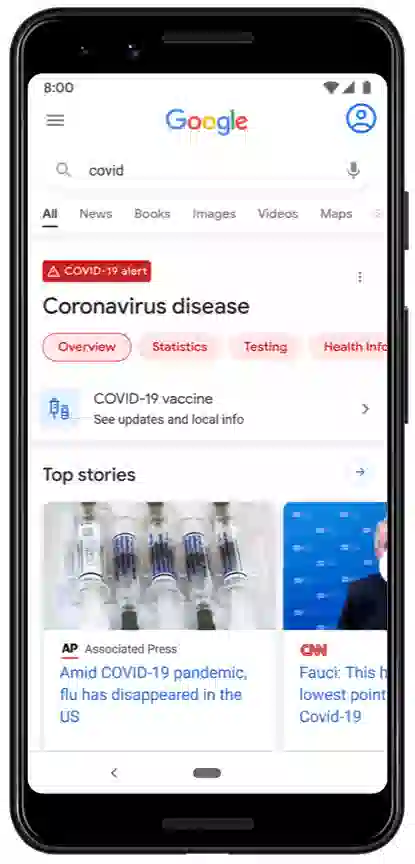 8:00
Google
covid
All News Books Images Videos Maps
COVID-19 alert
Coronavirus disease
Overview Statistics Testing Health Info
COVID-19 vaccine
See updates and local info
Top stories
AP Associated Press
Amid COVID-19 pandemic,
flu has disappeared in the
US
CNN
Fauci: This h
lowest point
Covid-19